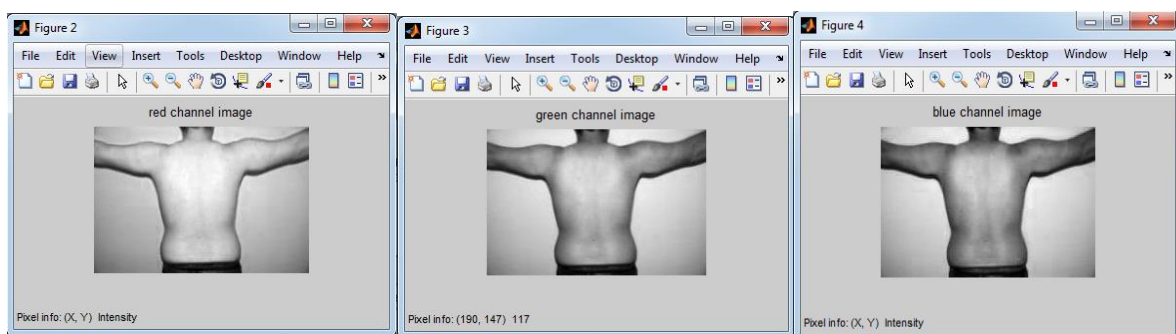 Figure 2
File Edit View Insert Tools Desktop Window Help
red channel image
Pixel info: (X, Y) Intensity
Figure 3
File Edit View Insert Tools Desktop Window Help
green channel image
Pixel info: (190, 147) 117
Figure 4
File Edit View Insert Tools Desktop Window Help
blue channel image
Pixel info: (X, Y) Intensity